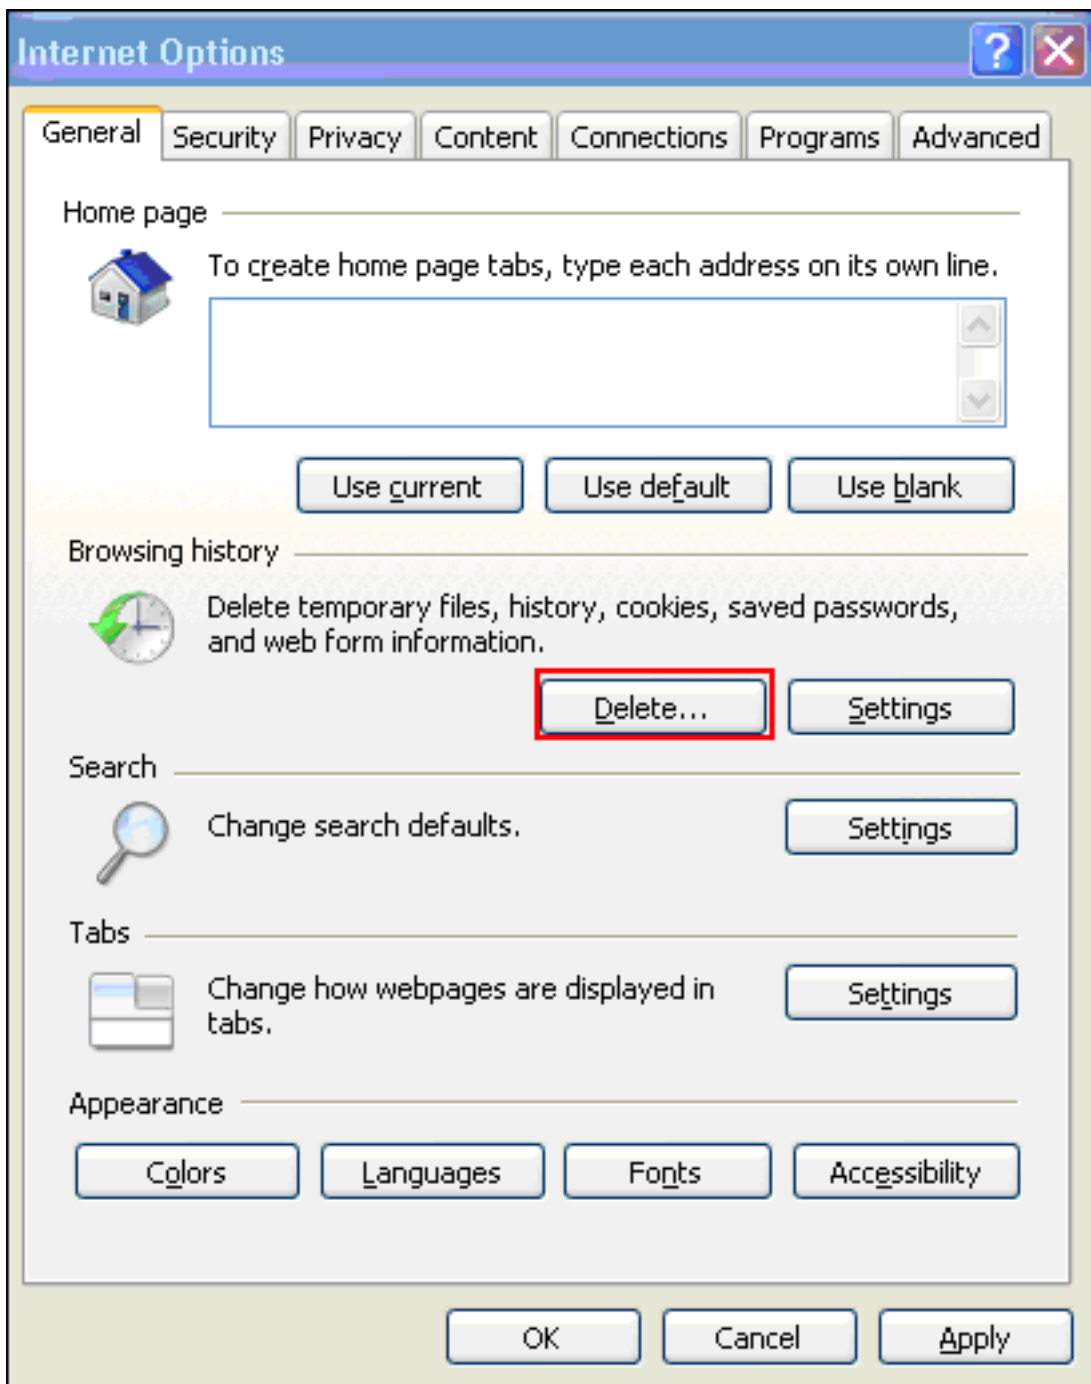 Internet Options
?
General Security Privacy Content Connections Programs Advanced
Home page
To create home page tabs, type each address on its own line.
Use current Use default Use blank
Browsing history
Delete temporary files, history, cookies, saved passwords,
and web form information.
Delete... Settings
Search
Change search defaults. Settings
Tabs
Change how webpages are displayed in
tabs.
Settings
Appearance
Colors Languages Fonts Accessibility
OK Cancel Apply